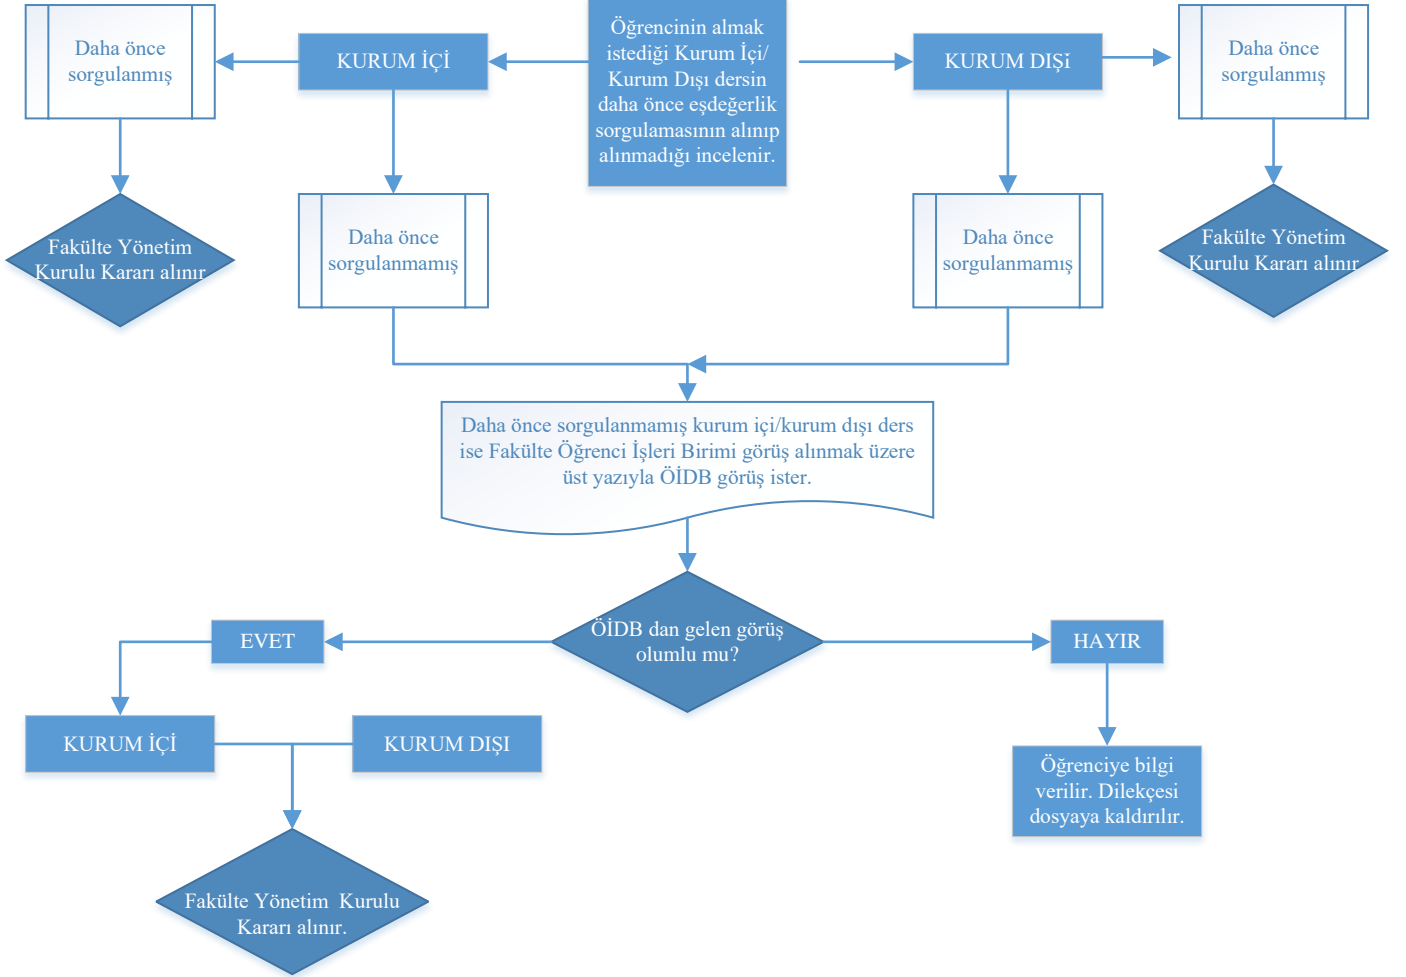 Daha önce
sorgulanmış
KURUM İÇİ
Öğrencinin almak
istediği Kurum İçi/
Kurum Dışı dersin
daha önce eşdeğerlik
sorgulamasının alınıp
alınmadığı incelenir.
KURUM DIŞi
Daha önce
sorgulanmış
Fakülte Yönetim
Kurulu Kararı alınır
Daha önce
sorgulanmamış
Daha önce
sorgulanmamış
Fakülte Yönetim
Kurulu Kararı alınır
Daha önce sorgulanmamış kurum içi/kurum dışı ders
ise Fakülte Öğrenci İşleri Birimi görüş alınmak üzere
üst yazıyla ÖİDB görüş ister.
ÖİDB dan gelen görüş
olumlu mu?
EVET
HAYIR
KURUM İÇİ
KURUM DIŞI
Öğrenciye bilgi
verilir. Dilekçesi
dosyaya kaldırılır.
Fakülte Yönetim  Kurulu
Kararı alınır.